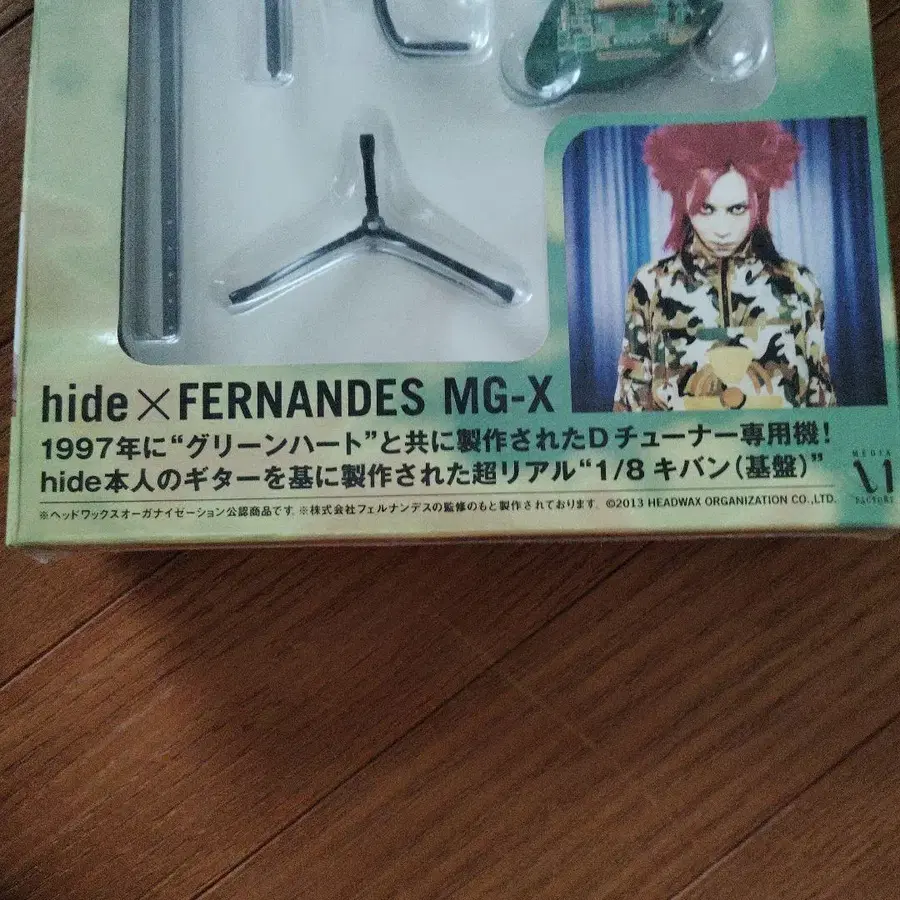 hide×FERNANDES MG-X
1997年に“グリーンハート”と共に製作されたDチューナー専用機!
hide本人のギターを基に製作された超リアル“1/8 キバン(基盤)”
※ヘッドワックスオーガナイゼーション公認商品です.※株式会社フェルナンデスの監修のもと製作されております. ©2013 HEADWAX ORGANIZATION CO.,LTD.
MEDIA
FACTORY